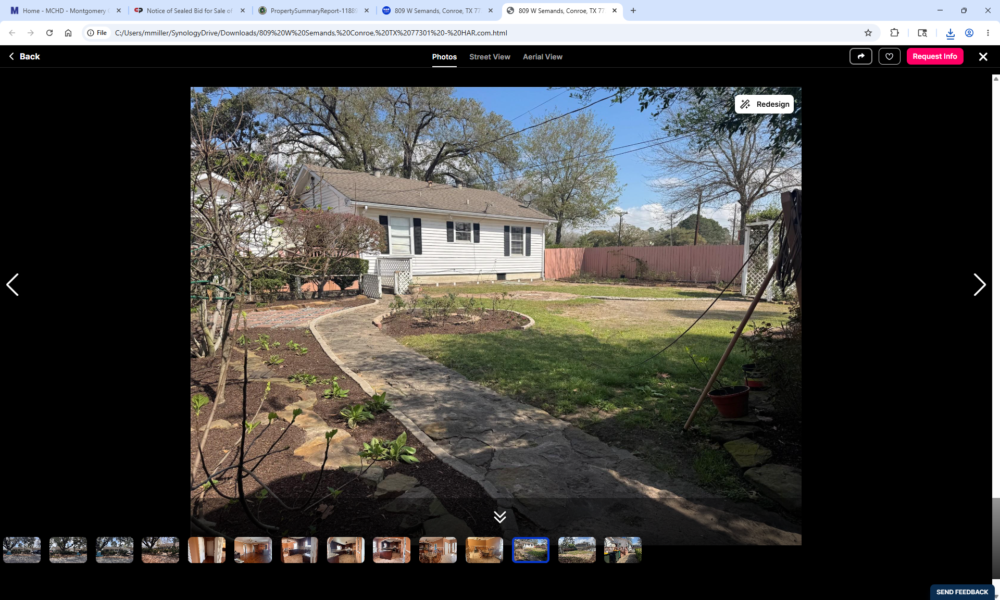 Home - MCHD - Montgomery
Notice of Sealed Bid for Sale of
PropertySummaryReport-11889
809 W Semands, Conroe, TX 77
809 W Semands, Conroe, TX 77
File
C:/Users/mmiller/SynologyDrive/Downloads/809%20W%20Semands,%20Conroe,%20TX%2077301%20-%20HAR.com.html
Back
Photos
Street View
Aerial View
Request Info
Redesign
SEND FEEDBACK